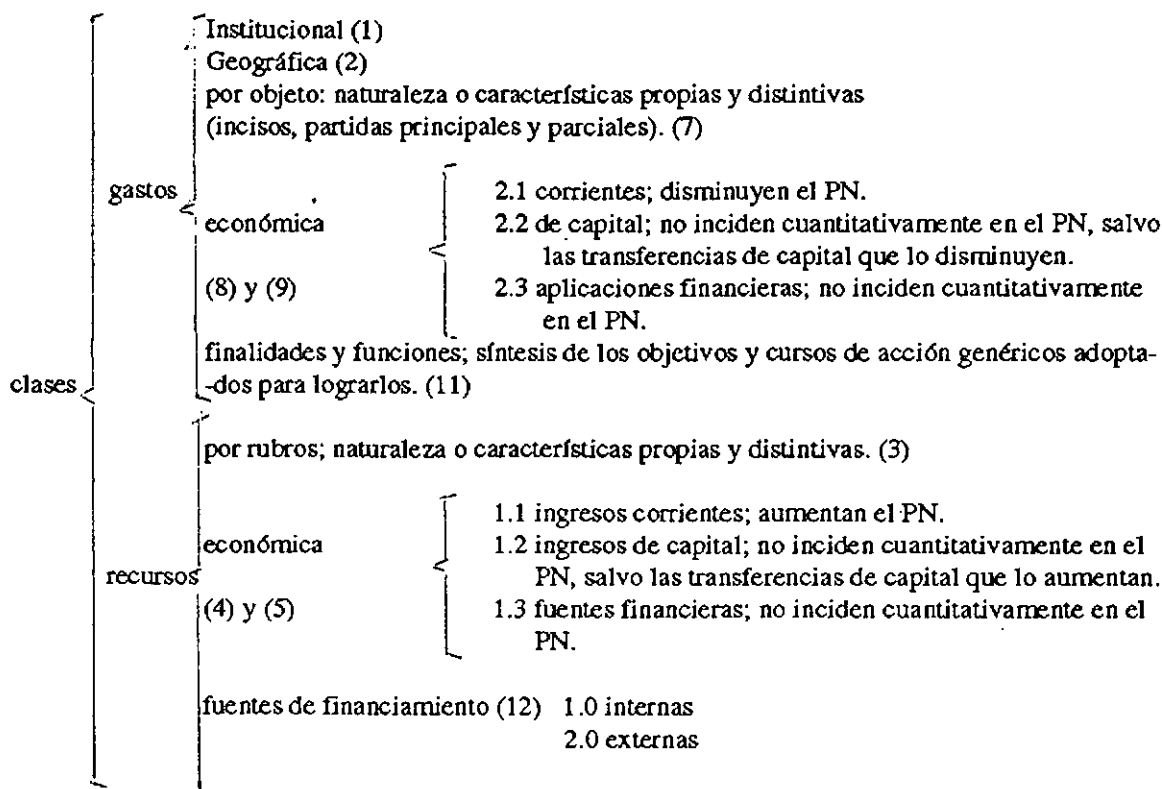 Institucional (1)
Geográfica (2)
por objeto: naturaleza o características propias y distintivas
(incisos, partidas principales y parciales). (7)
gastos
económica
(8) y (9)
2.1 corrientes; disminuyen el PN.
2.2 de capital; no inciden cuantitativamente en el PN, salvo
las transferencias de capital que lo disminuyen.
2.3 aplicaciones financieras; no inciden cuantitativamente
en el PN.
finalidades y funciones; síntesis de los objetivos y cursos de acción genéricos adopta-
-dos para lograrlos. (11)
clases
por rubros; naturaleza o características propias y distintivas. (3)
recursos
económica
(4) y (5)
1.1 ingresos corrientes; aumentan el PN.
1.2 ingresos de capital; no inciden cuantitativamente en el
PN, salvo las transferencias de capital que lo aumentan.
1.3 fuentes financieras; no inciden cuantitativamente en el
PN.
fuentes de financiamiento (12) 1.0 internas
2.0 externas